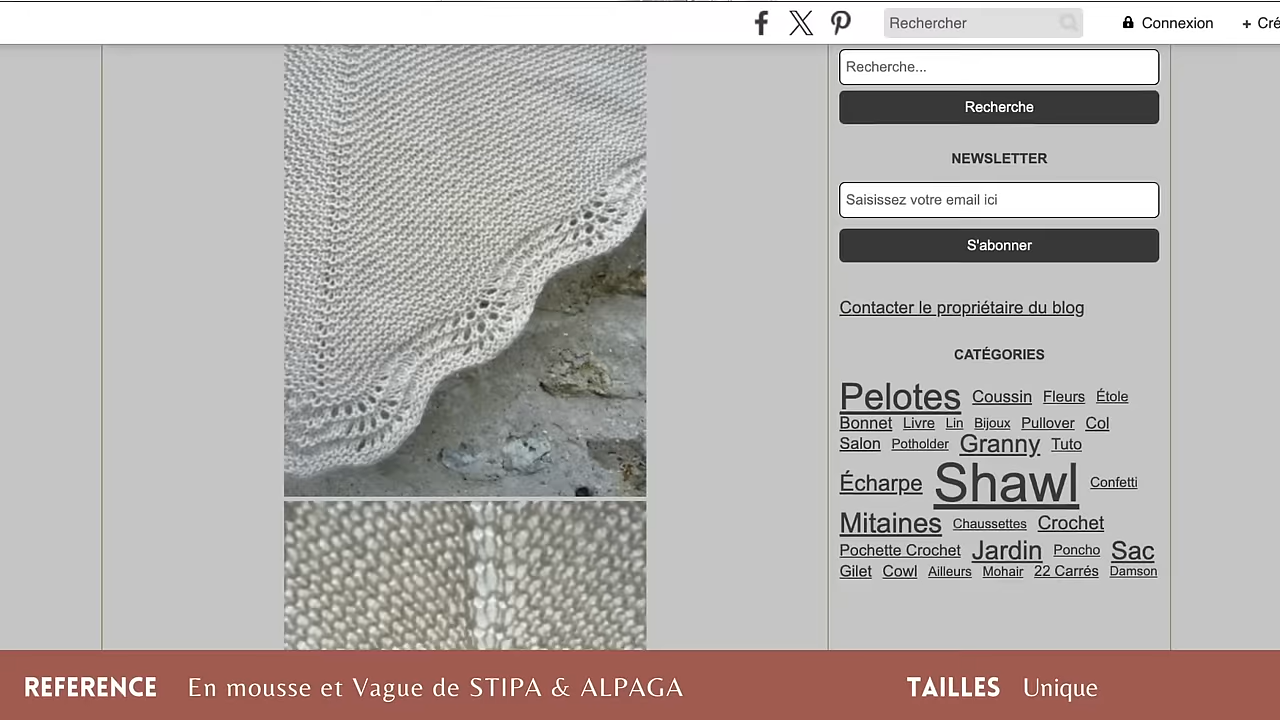 Rechercher
Connexion
+ Cré
Recherche...
Recherche
NEWSLETTER
Saisissez votre email ici
S'abonner
Contacter le propriétaire du blog
CATÉGORIES
Pelotes Coussin Fleurs Étole
Bonnet Livre Lin Bijoux Pullover Col
Salon Potholder Granny Tuto
Écharpe Shawl Confetti
Mitaines Chaussettes Crochet
Pochette Crochet Jardin Poncho Sac
Gilet Cowl Ailleurs Mohair 22 Carrés Damson
REFERENCE En mousse et Vague de STIPA & ALPAGA
TAILLES Unique